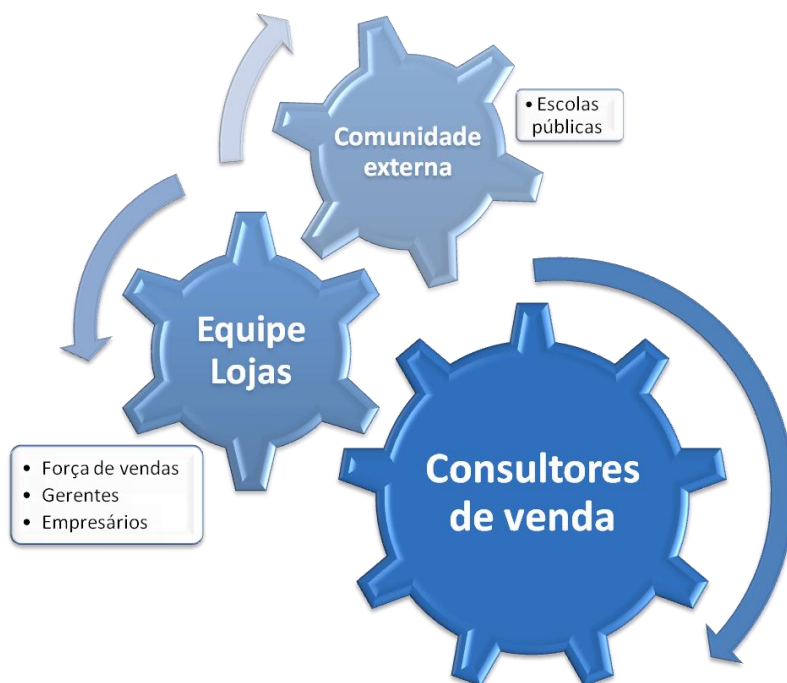 Comunidade
externa
• Escolas
públicas
Equipe
Lojas
• Força de vendas
• Gerentes
• Empresários
Consultores
de venda